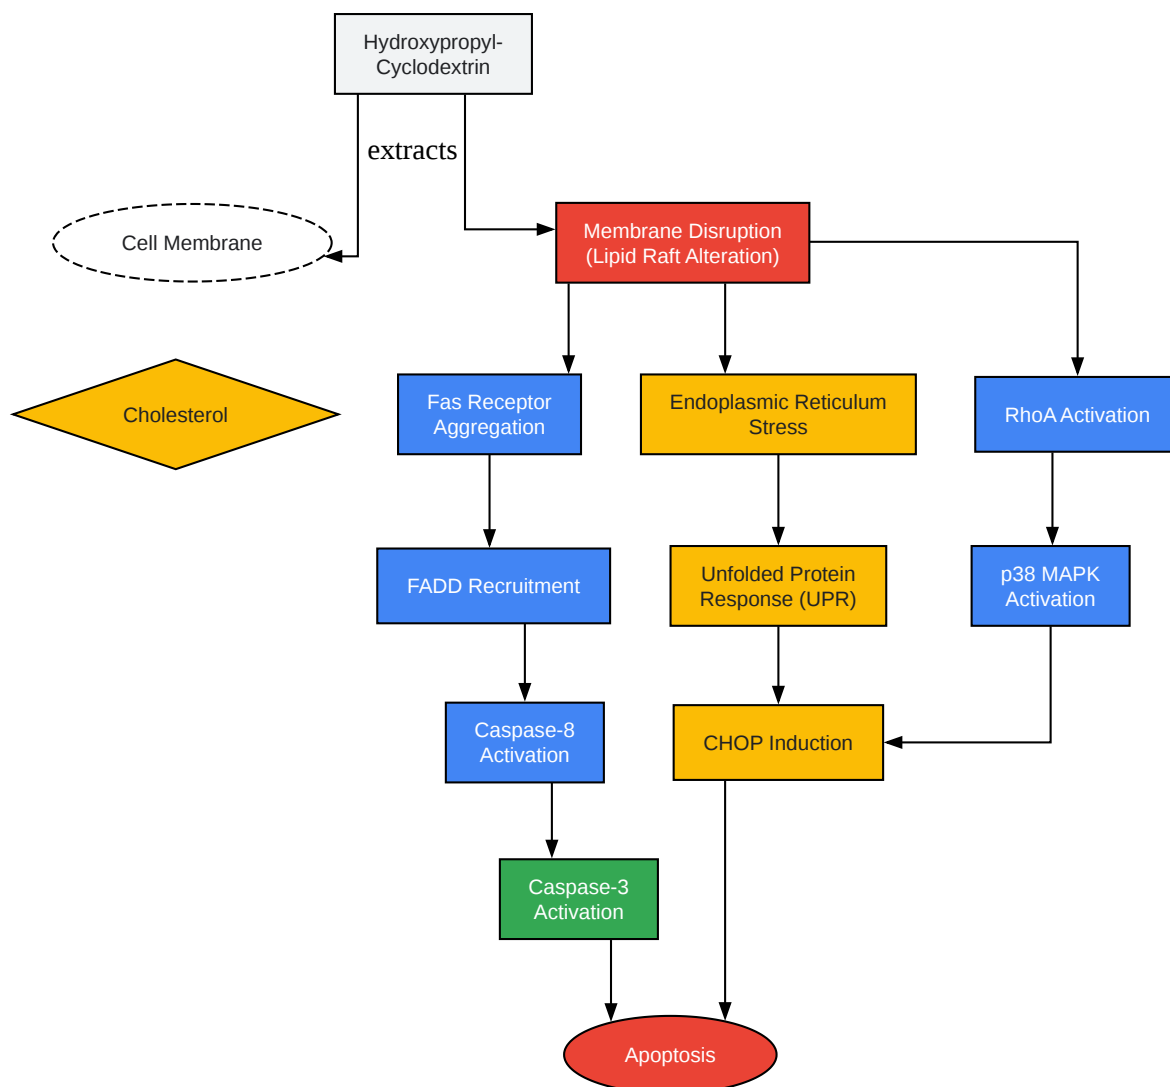 Hydroxypropyl-
Cyclodextrin
extracts
Cell Membrane
Membrane Disruption
(Lipid Raft Alteration)
Cholesterol
Fas Receptor
Aggregation
Endoplasmic Reticulum
Stress
RhoA Activation
FADD Recruitment
Unfolded Protein
Response (UPR)
p38 MAPK
Activation
Caspase-8
Activation
CHOP Induction
Caspase-3
Activation
Apoptosis